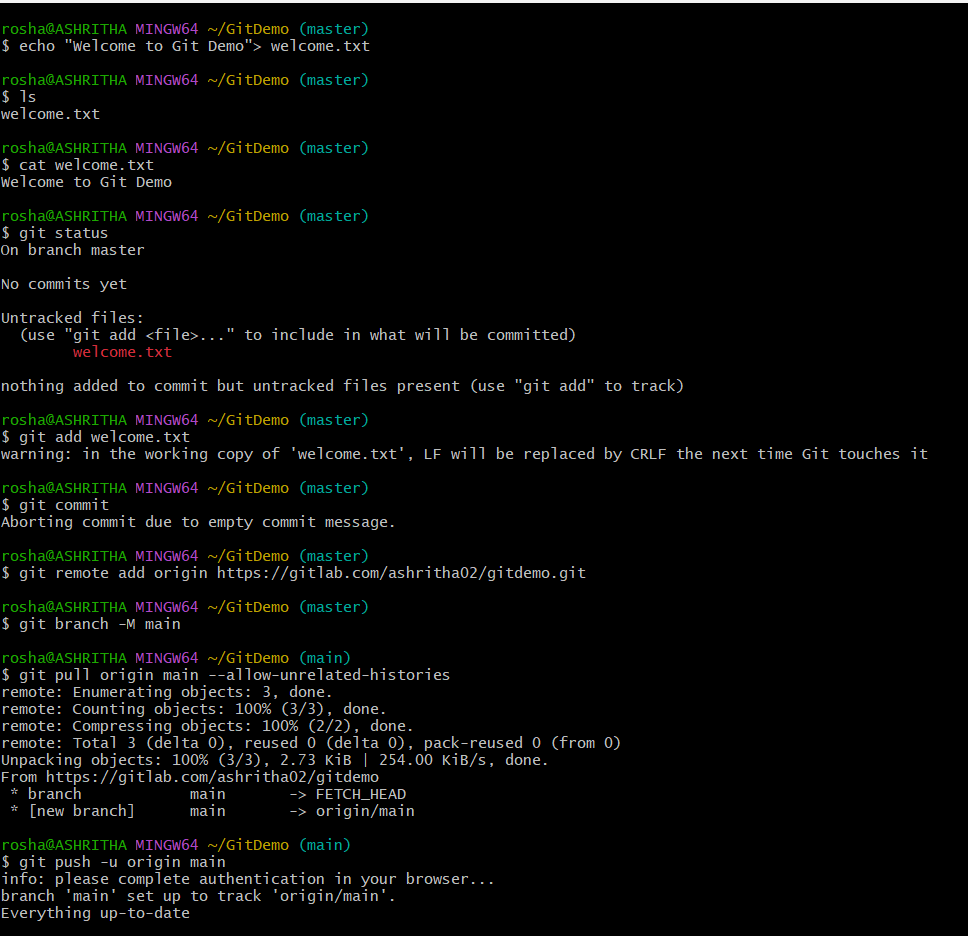 rosha@ASHRITHA MINGW64 ~/GitDemo (master)
$ echo "Welcome to Git Demo"> welcome.txt
rosha@ASHRITHA MINGW64 ~/GitDemo (master)
$ ls
welcome.txt
rosha@ASHRITHA MINGW64 ~/GitDemo (master)
$ cat welcome.txt
Welcome to Git Demo
rosha@ASHRITHA MINGW64 ~/GitDemo (master)
$ git status
On branch master
No commits yet
Untracked files:
  (use "git add <file>..." to include in what will be committed)
        welcome.txt
nothing added to commit but untracked files present (use "git add" to track)
rosha@ASHRITHA MINGW64 ~/GitDemo (master)
$ git add welcome.txt
warning: in the working copy of 'welcome.txt', LF will be replaced by CRLF the next time Git touches it
rosha@ASHRITHA MINGW64 ~/GitDemo (master)
$ git commit
Aborting commit due to empty commit message.
rosha@ASHRITHA MINGW64 ~/GitDemo (master)
$ git remote add origin https://gitlab.com/ashritha02/gitdemo.git
rosha@ASHRITHA MINGW64 ~/GitDemo (master)
$ git branch -M main
rosha@ASHRITHA MINGW64 ~/GitDemo (main)
$ git pull origin main --allow-unrelated-histories
remote: Enumerating objects: 3, done.
remote: Counting objects: 100% (3/3), done.
remote: Compressing objects: 100% (2/2), done.
remote: Total 3 (delta 0), reused 0 (delta 0), pack-reused 0 (from 0)
Unpacking objects: 100% (3/3), 2.73 KiB | 254.00 KiB/s, done.
From https://gitlab.com/ashritha02/gitdemo
 * branch            main       -> FETCH_HEAD
 * [new branch]      main       -> origin/main
rosha@ASHRITHA MINGW64 ~/GitDemo (main)
$ git push -u origin main
info: please complete authentication in your browser...
branch 'main' set up to track 'origin/main'.
Everything up-to-date